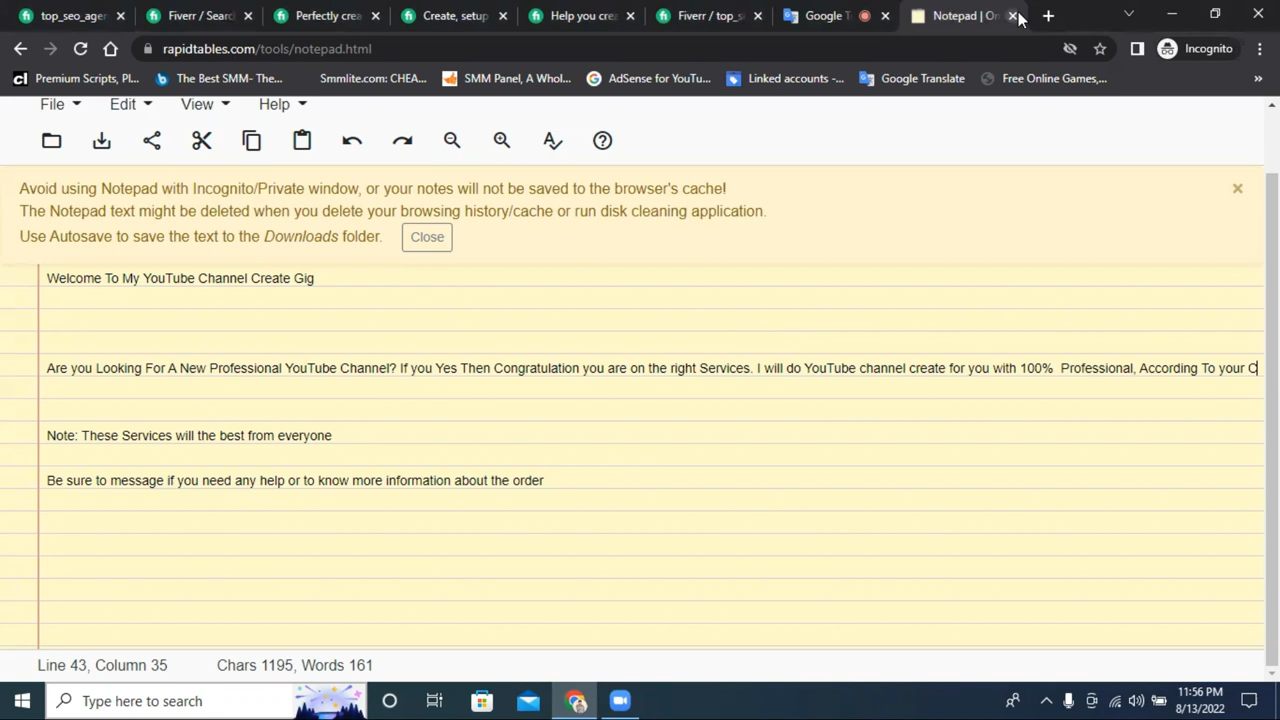 top_seo_agen
Fiverr / Sear
Perfectly crea
Create, setup
Help you crea
Fiverr / top_s
Google T
Notepad | On
rapidtables.com/tools/notepad.html
Incognito
Premium Scripts, Pl...
The Best SMM- The...
Smmlite.com: CHEA...
SMM Panel, A Whol...
AdSense for YouTu...
Linked accounts -...
Google Translate
Free Online Games,...
»
File
Edit
View
Help
Avoid using Notepad with Incognito/Private window, or your notes will not be saved to the browser's cache!
The Notepad text might be deleted when you delete your browsing history/cache or run disk cleaning application.
Use Autosave to save the text to the Downloads folder.
Close
Welcome To My YouTube Channel Create Gig
Are you Looking For A New Professional YouTube Channel? If you Yes Then Congratulation you are on the right Services. I will do YouTube channel create for you with 100% Professional, According To your C
Note: These Services will the best from everyone
Be sure to message if you need any help or to know more information about the order
Line 43, Column 35
Chars 1195, Words 161
Type here to search
11:56 PM
8/13/2022